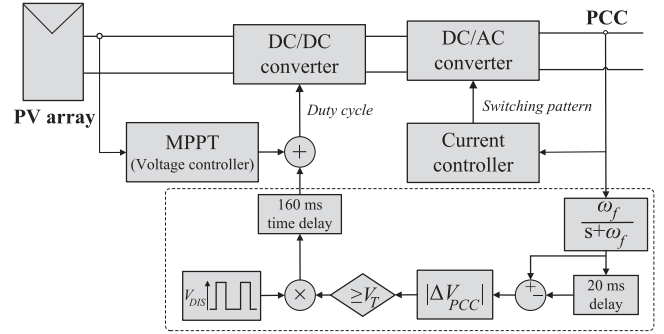 PCC
DC/DC
converter
DC/AC
converter
PV array
Duty cycle
Switching pattern
MPPT
(Voltage controller)
+
Current
controller
160 ms
time delay
ω_f
s+ω_f
V_DIS
×
≥V_T
|ΔV_PCC|
+
−
20 ms
delay